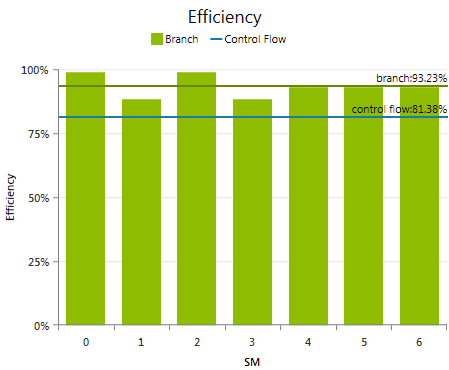 Efficiency
Branch Control Flow
100%
branch:93.23%
control flow:81.38%
75%
50%
25%
0%
Efficiency
0 1 2 3 4 5 6
SM